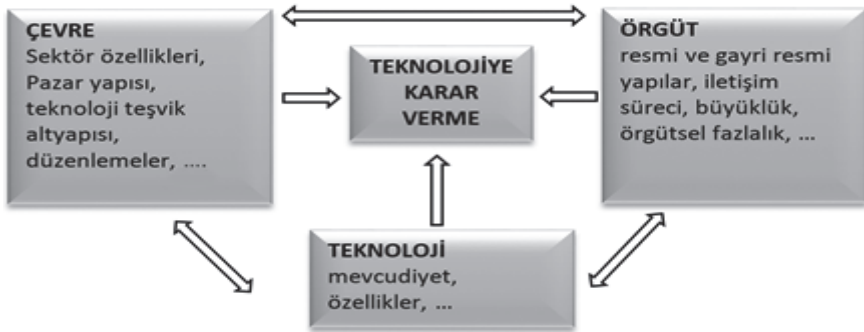 ÇEVRE
Sektör özellikleri,
Pazar yapısı,
teknoloji teşvik
altyapısı,
düzenlemeler, ....
TEKNOLOJİYE
KARAR
VERME
ÖRGÜT
resmi ve gayri resmi
yapılar, iletişim
süreci, büyüklük,
örgütsel fazlalık, ...
TEKNOLOJİ
mevcudiyet,
özellikler, ...